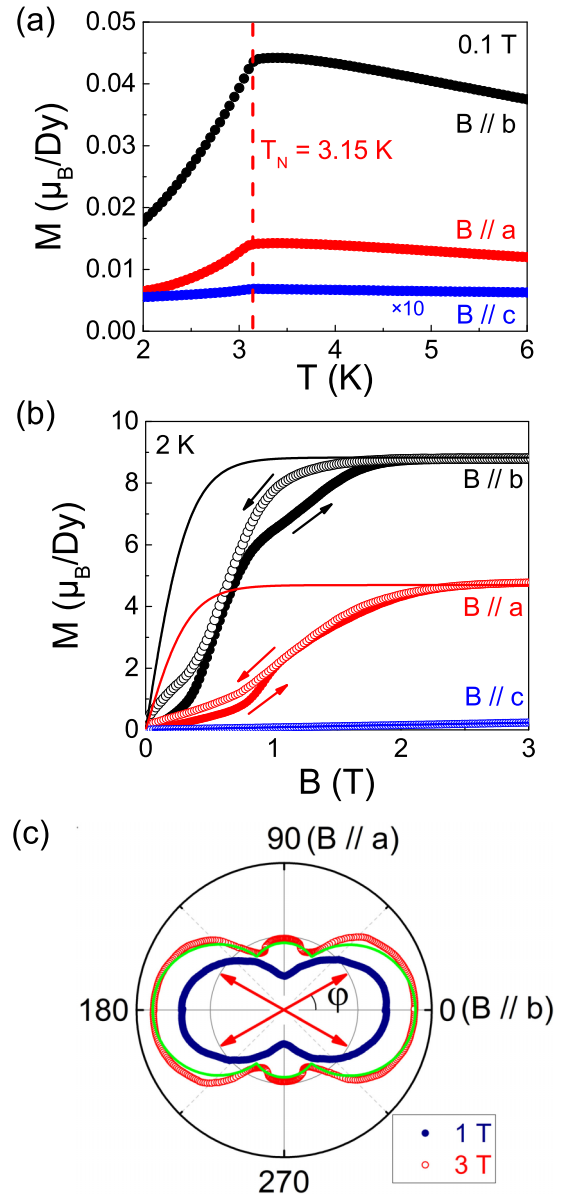 (a)
0.05
0.04
0.03
0.02
0.01
0.00
M (μB/Dy)
0.1 T
B // b
TN = 3.15 K
B // a
×10
B // c
2 3 4 5 6
T (K)
(b)
10
8
6
4
2
0
M (μB/Dy)
2 K
B // b
B // a
B // c
0 1 2 3
B (T)
(c)
90 (B // a)
180
φ
0 (B // b)
270
1 T
3 T